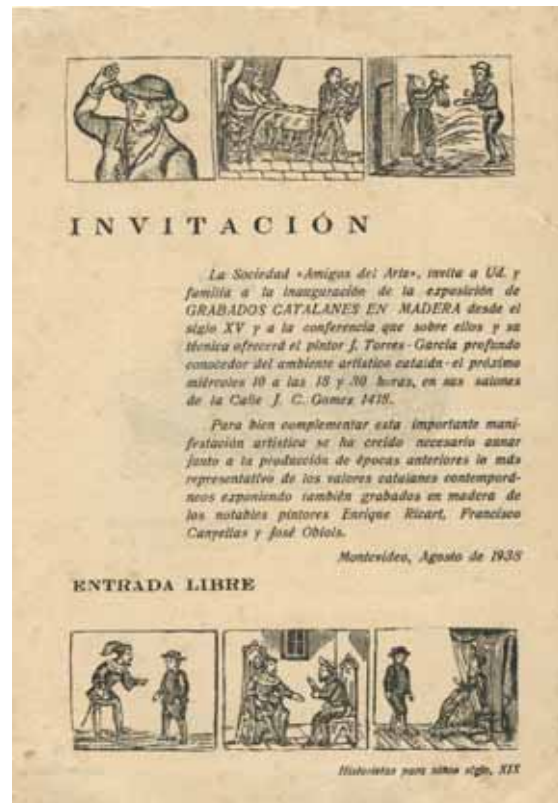 INVITACIÓN
La Sociedad «Amigos del Arte», invita a Ud. y
familia a la inauguración de la exposición de
GRABADOS CATALANES EN MADERA desde el
siglo XV y a la conferencia que sobre ellos y su
técnica ofrecerá el pintor J. Torres-García profundo
conocedor del ambiente artístico catalán - el próximo
miércoles 10 a las 18 y 30 horas, en sus salones
de la Calle J. C. Gomez 1418.
Para bien complementar esta importante mani-
festación artística se ha creído necesario aunar
junto a la producción de épocas anteriores lo más
representativo de los valores catalanes contemporá-
neos exponiendo también grabados en madera de
los notables pintores Enrique Ricart, Francisco
Canyellas y José Obiols.
Montevideo, Agosto de 1938
ENTRADA LIBRE
Historietas para niños siglo, XIX